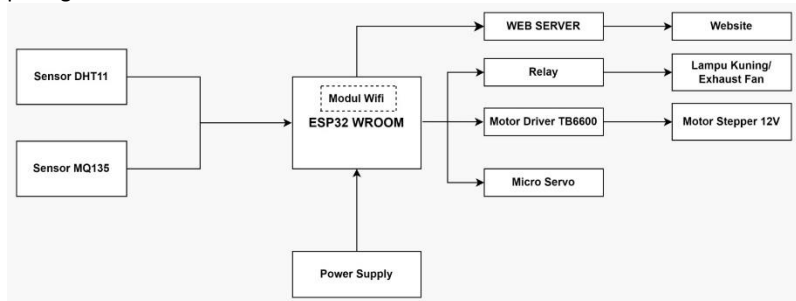 WEB SERVER
Website
Sensor DHT11
Relay
Lampu Kuning/
Exhaust Fan
Modul Wifi
ESP32 WROOM
Motor Driver TB6600
Motor Stepper 12V
Sensor MQ135
Micro Servo
Power Supply